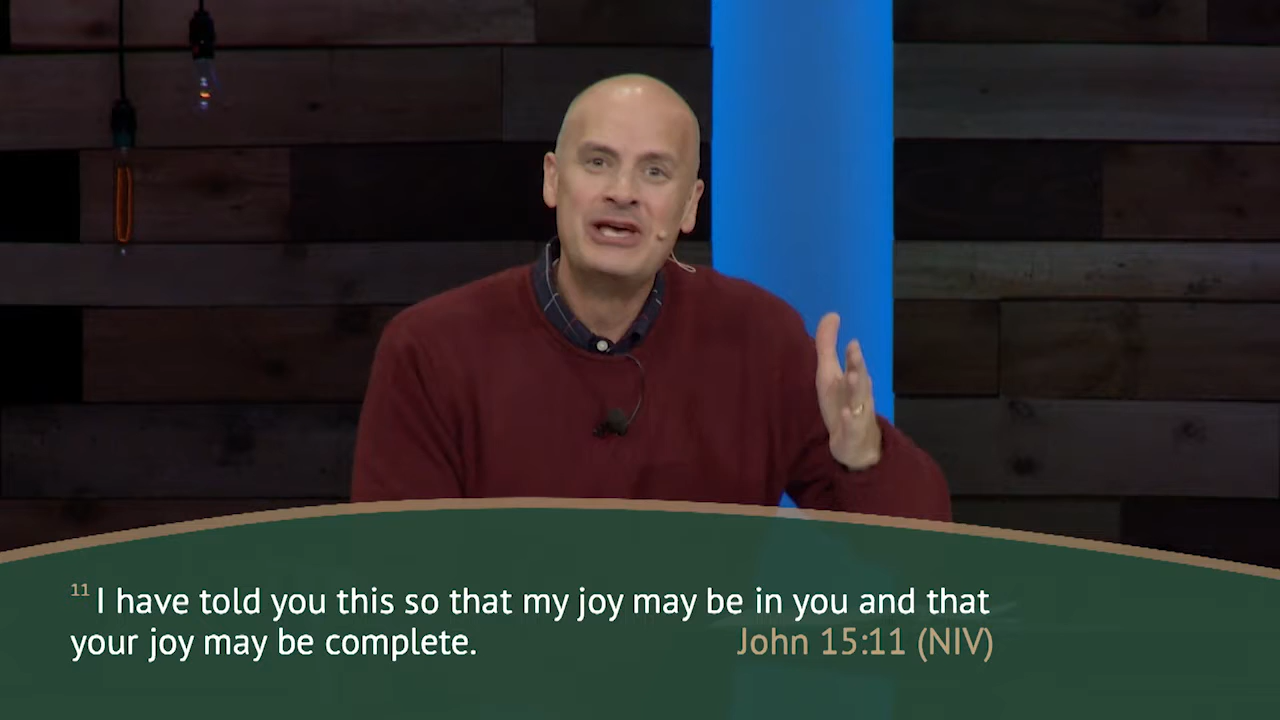 11 I have told you this so that my joy may be in you and that
your joy may be complete. John 15:11 (NIV)